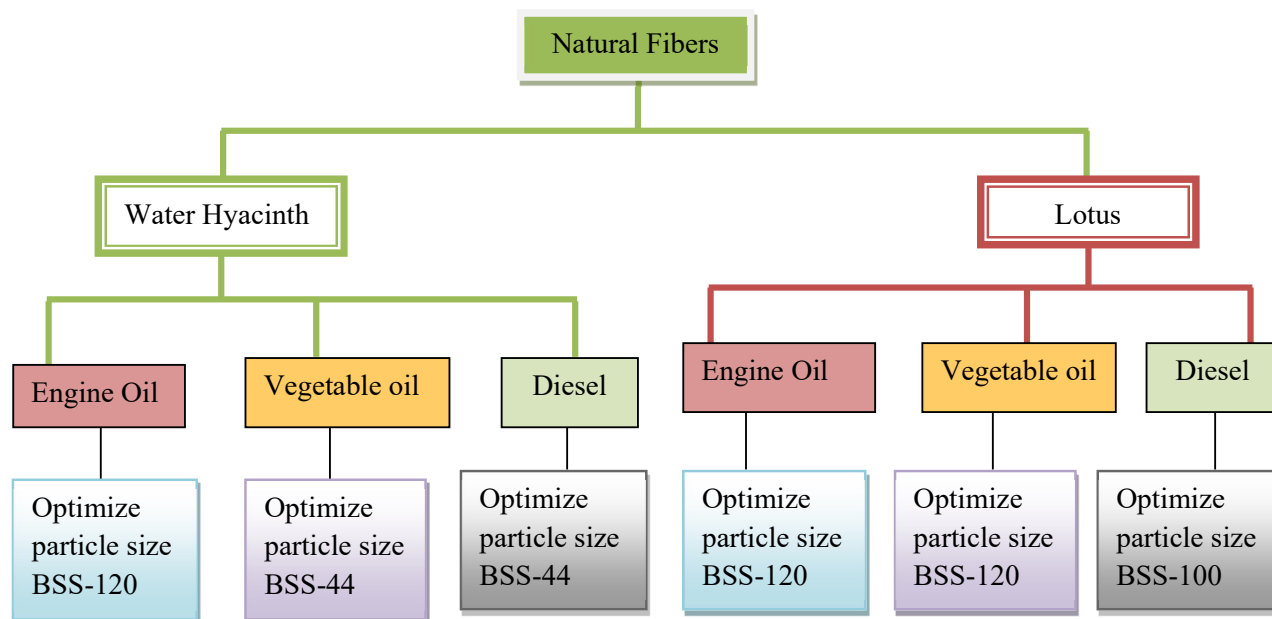 Natural Fibers
Water Hyacinth
Lotus
Engine Oil
Vegetable oil
Diesel
Engine Oil
Vegetable oil
Diesel
Optimize
particle size
BSS-120
Optimize
particle size
BSS-44
Optimize
particle size
BSS-44
Optimize
particle size
BSS-120
Optimize
particle size
BSS-120
Optimize
particle size
BSS-100